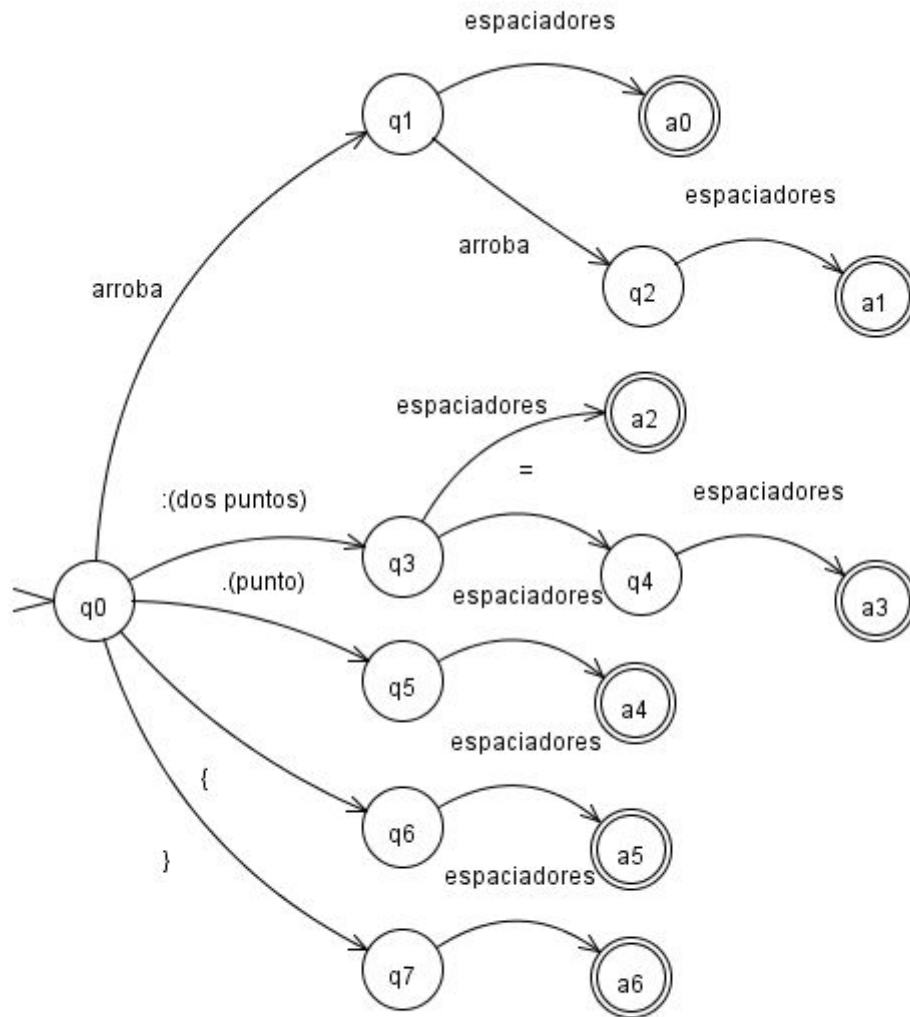 espaciadores
q1
a0
espaciadores
arroba
q2
a1
arroba
espaciadores
a2
=
espaciadores
:(dos puntos)
q3
q4
a3
.(punto)
espaciadores
q0
q5
a4
espaciadores
{
q6
a5
}
espaciadores
q7
a6